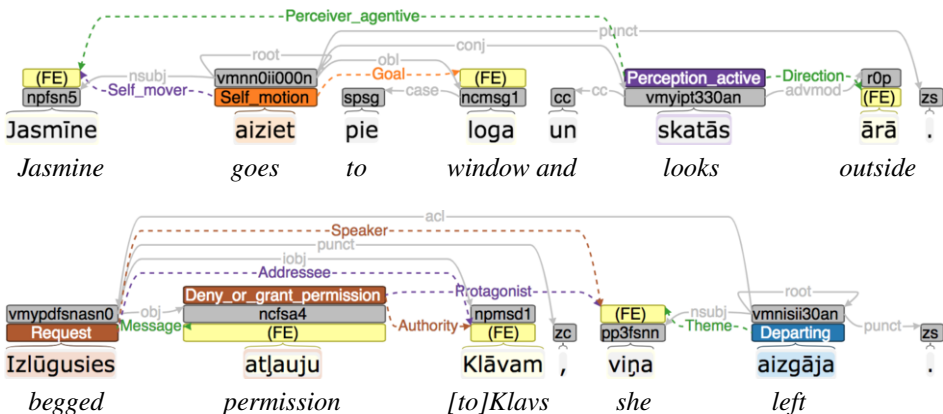 Perceiver_agentive
punct
root conj
obl
(FE) nsubj vmnn0ii000n Goal (FE) Perception_active Direction r0p
npfsn5 Self_mover Self_motion spsg case ncmsg1 cc cc vmyipt330an advmod (FE) zs
Jasmīne aiziet pie loga un skatās ārā .
Jasmine goes to window and looks outside
acl
Speaker
punct
iobj
Addressee root
Deny_or_grant_permission Protagonist
vmypdfsnasn0 obj ncfsa4 npmsd1 (FE) nsubj vmnisii30an
Request Message (FE) Authority (FE) zc pp3fsnn Theme Departing punct zs
Izlūgusies atļauju Klāvam , viņa aizgāja .
begged permission [to]Klavs she left